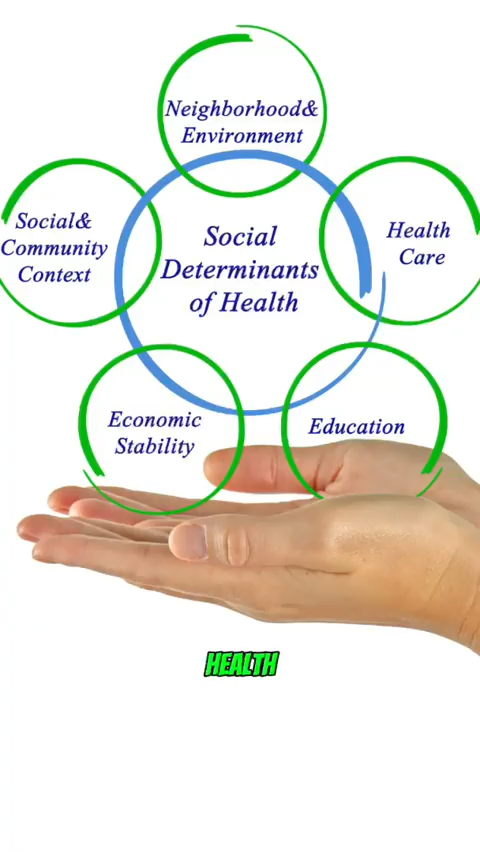 Neighborhood&
Environment
Social&
Community
Context
Social
Determinants
of Health
Health
Care
Economic
Stability
Education
HEALTH